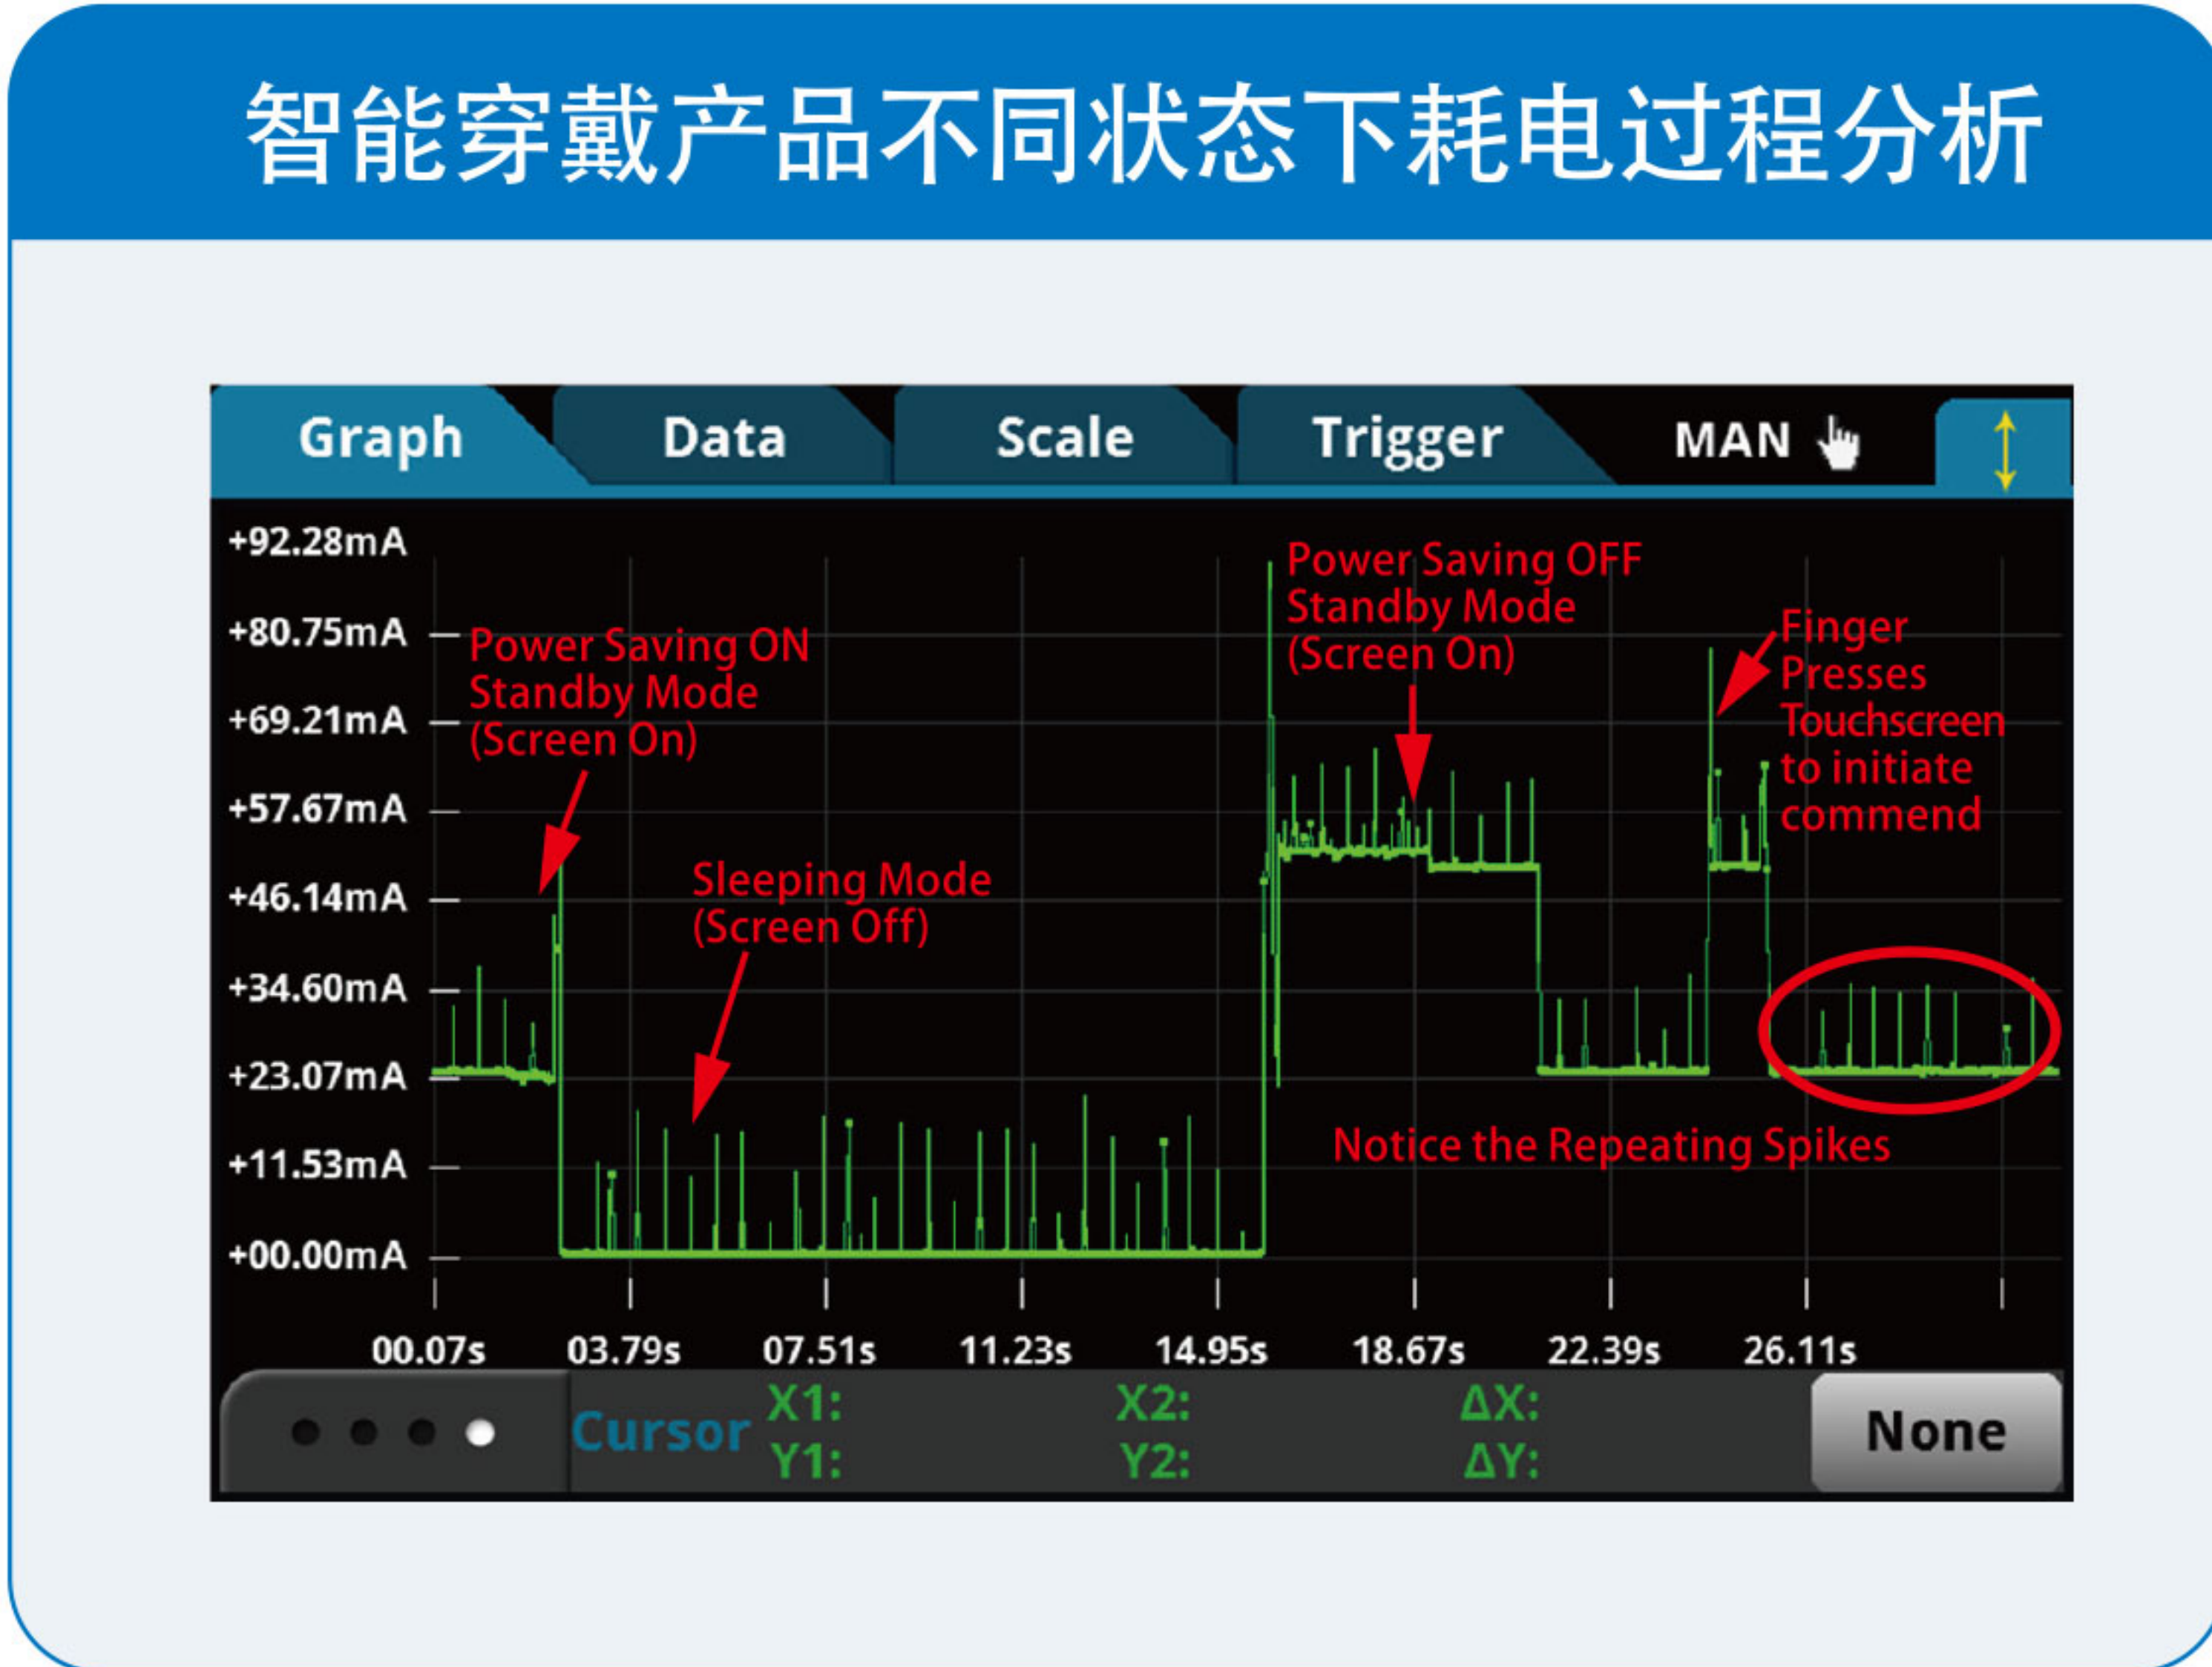 智能穿戴产品不同状态下耗电过程分析
Graph
Data
Scale
Trigger
MAN
+92.28mA
+80.75mA
+69.21mA
+57.67mA
+46.14mA
+34.60mA
+23.07mA
+11.53mA
+00.00mA
Power Saving ON
Standby Mode
(Screen On)
Sleeping Mode
(Screen Off)
Power Saving OFF
Standby Mode
(Screen On)
Finger
Presses
Touchscreen
to initiate
commend
Notice the Repeating Spikes
00.07s
03.79s
07.51s
11.23s
14.95s
18.67s
22.39s
26.11s
Cursor
X1:
X2:
ΔX:
Y1:
Y2:
ΔY:
None